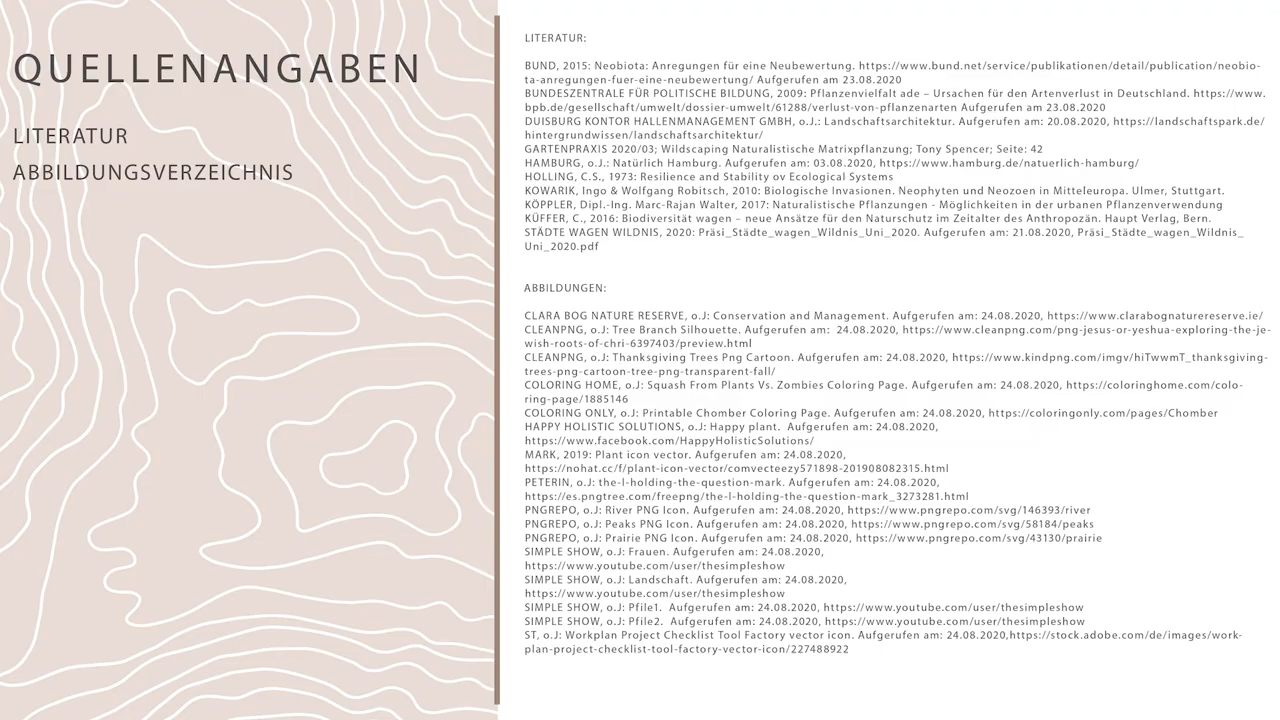 QUELLENANGABEN
LITERATUR
ABBILDUNGSVERZEICHNIS
LITERATUR:
BUND, 2015: Neobiota: Anregungen für eine Neubewertung. https://www.bund.net/service/publikationen/detail/publication/neobio-
ta-anregungen-fuer-eine-neubewertung/ Aufgerufen am 23.08.2020
BUNDESZENTRALE FÜR POLITISCHE BILDUNG, 2009: Pflanzenvielfalt ade – Ursachen für den Artenverlust in Deutschland. https://www.
bpb.de/gesellschaft/umwelt/dossier-umwelt/61288/verlust-von-pflanzenarten Aufgerufen am 23.08.2020
DUISBURG KONTOR HALLENMANAGEMENT GMBH, o.J.: Landschaftsarchitektur. Aufgerufen am: 20.08.2020, https://landschaftspark.de/
hintergrundwissen/landschaftsarchitektur/
GARTENPRAXIS 2020/03; Wildscaping Naturalistische Matrixpflanzung; Tony Spencer; Seite: 42
HAMBURG, o.J.: Natürlich Hamburg. Aufgerufen am: 03.08.2020, https://www.hamburg.de/natuerlich-hamburg/
HOLLING, C.S., 1973: Resilience and Stability ov Ecological Systems
KOWARIK, Ingo & Wolfgang Robitsch, 2010: Biologische Invasionen. Neophyten und Neozoen in Mitteleuropa. Ulmer, Stuttgart.
KÖPPLER, Dipl.-Ing. Marc-Rajan Walter, 2017: Naturalistische Pflanzungen - Möglichkeiten in der urbanen Pflanzenverwendung
KÜFFER, C., 2016: Biodiversität wagen – neue Ansätze für den Naturschutz im Zeitalter des Anthropozän. Haupt Verlag, Bern.
STÄDTE WAGEN WILDNIS, 2020: Präsi_Städte_wagen_Wildnis_Uni_2020. Aufgerufen am: 21.08.2020, Präsi_Städte_wagen_Wildnis_
Uni_2020.pdf
ABBILDUNGEN:
CLARA BOG NATURE RESERVE, o.J: Conservation and Management. Aufgerufen am: 24.08.2020, https://www.clarabognaturereserve.ie/
CLEANPNG, o.J: Tree Branch Silhouette. Aufgerufen am: 24.08.2020, https://www.cleanpng.com/png-jesus-or-yeshua-exploring-the-je-
wish-roots-of-chri-6397403/preview.html
CLEANPNG, o.J: Thanksgiving Trees Png Cartoon. Aufgerufen am: 24.08.2020, https://www.kindpng.com/imgv/hiTwwmT_thanksgiving-
trees-png-cartoon-tree-png-transparent-fall/
COLORING HOME, o.J: Squash From Plants Vs. Zombies Coloring Page. Aufgerufen am: 24.08.2020, https://coloringhome.com/colo-
ring-page/1885146
COLORING ONLY, o.J: Printable Chomber Coloring Page. Aufgerufen am: 24.08.2020, https://coloringonly.com/pages/Chomber
HAPPY HOLISTIC SOLUTIONS, o.J: Happy plant. Aufgerufen am: 24.08.2020,
https://www.facebook.com/HappyHolisticSolutions/
MARK, 2019: Plant icon vector. Aufgerufen am: 24.08.2020,
https://nohat.cc/f/plant-icon-vector/comvecteezy571898-201908082315.html
PETERIN, o.J: the-l-holding-the-question-mark. Aufgerufen am: 24.08.2020,
https://es.pngtree.com/freepng/the-l-holding-the-question-mark_3273281.html
PNGREPO, o.J: River PNG Icon. Aufgerufen am: 24.08.2020, https://www.pngrepo.com/svg/146393/river
PNGREPO, o.J: Peaks PNG Icon. Aufgerufen am: 24.08.2020, https://www.pngrepo.com/svg/58184/peaks
PNGREPO, o.J: Prairie PNG Icon. Aufgerufen am: 24.08.2020, https://www.pngrepo.com/svg/43130/prairie
SIMPLE SHOW, o.J: Frauen. Aufgerufen am: 24.08.2020,
https://www.youtube.com/user/thesimpleshow
SIMPLE SHOW, o.J: Landschaft. Aufgerufen am: 24.08.2020,
https://www.youtube.com/user/thesimpleshow
SIMPLE SHOW, o.J: Pfile1. Aufgerufen am: 24.08.2020, https://www.youtube.com/user/thesimpleshow
SIMPLE SHOW, o.J: Pfile2. Aufgerufen am: 24.08.2020, https://www.youtube.com/user/thesimpleshow
ST, o.J: Workplan Project Checklist Tool Factory vector icon. Aufgerufen am: 24.08.2020,https://stock.adobe.com/de/images/work-
plan-project-checklist-tool-factory-vector-icon/227488922